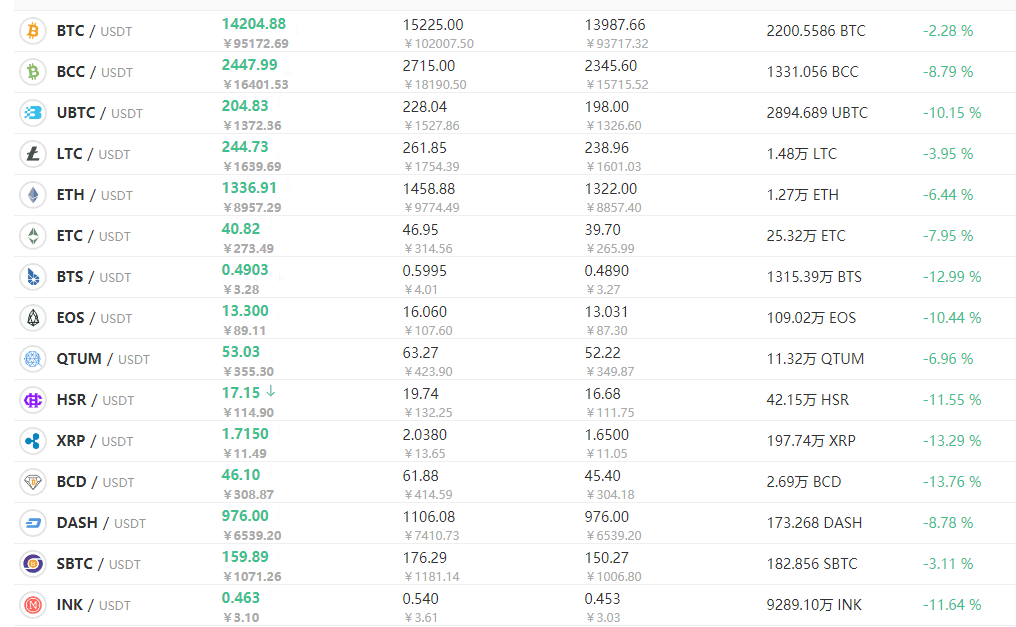 BTC / USDT 14204.88 15225.00 13987.66 2200.5586 BTC -2.28 %
￥95172.69 ￥102007.50 ￥93717.32
BCC / USDT 2447.99 2715.00 2345.60 1331.056 BCC -8.79 %
￥16401.53 ￥18190.50 ￥15715.52
UBTC / USDT 204.83 228.04 198.00 2894.689 UBTC -10.15 %
￥1372.36 ￥1527.86 ￥1326.60
LTC / USDT 244.73 261.85 238.96 1.48万 LTC -3.95 %
￥1639.69 ￥1754.39 ￥1601.03
ETH / USDT 1336.91 1458.88 1322.00 1.27万 ETH -6.44 %
￥8957.29 ￥9774.49 ￥8857.40
ETC / USDT 40.82 46.95 39.70 25.32万 ETC -7.95 %
￥273.49 ￥314.56 ￥265.99
BTS / USDT 0.4903 0.5995 0.4890 1315.39万 BTS -12.99 %
￥3.28 ￥4.01 ￥3.27
EOS / USDT 13.300 16.060 13.031 109.02万 EOS -10.44 %
￥89.11 ￥107.60 ￥87.30
QTUM / USDT 53.03 63.27 52.22 11.32万 QTUM -6.96 %
￥355.30 ￥423.90 ￥349.87
HSR / USDT 17.15 ↓ 19.74 16.68 42.15万 HSR -11.55 %
￥114.90 ￥132.25 ￥111.75
XRP / USDT 1.7150 2.0380 1.6500 197.74万 XRP -13.29 %
￥11.49 ￥13.65 ￥11.05
BCD / USDT 46.10 61.88 45.40 2.69万 BCD -13.76 %
￥308.87 ￥414.59 ￥304.18
DASH / USDT 976.00 1106.08 976.00 173.268 DASH -8.78 %
￥6539.20 ￥7410.73 ￥6539.20
SBTC / USDT 159.89 176.29 150.27 182.856 SBTC -3.11 %
￥1071.26 ￥1181.14 ￥1006.80
INK / USDT 0.463 0.540 0.453 9289.10万 INK -11.64 %
￥3.10 ￥3.61 ￥3.03